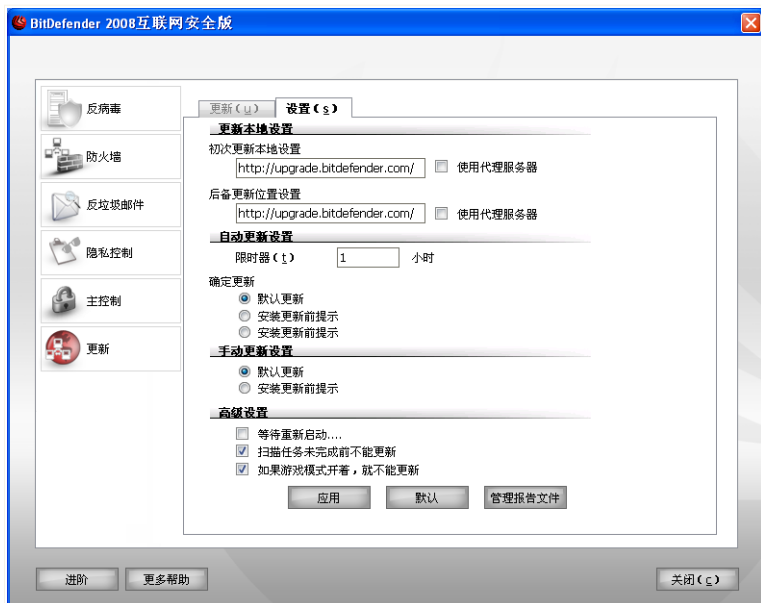 BitDefender 2008互联网安全版
反病毒
防火墙
反垃圾邮件
隐私控制
主控制
更新
更新(u) 设置(s)
更新本地设置
初次更新本地设置
http://upgrade.bitdefender.com/ 使用代理服务器
后备更新位置设置
http://upgrade.bitdefender.com/ 使用代理服务器
自动更新设置
限时器(t) 1 小时
确定更新
默认更新
安装更新前提示
安装更新前提示
手动更新设置
默认更新
安装更新前提示
高级设置
等待重新启动....
扫描任务未完成前不能更新
如果游戏模式开着，就不能更新
应用 默认 管理报告文件
进阶 更多帮助 关闭(c)